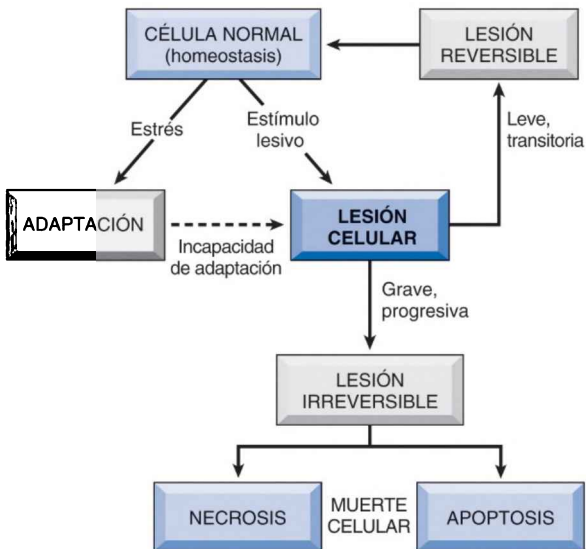 CÉLULA NORMAL
(homeostasis)
LESIÓN
REVERSIBLE
Estrés
Estímulo
lesivo
Leve,
transitoria
ADAPTACIÓN
Incapacidad
de adaptación
LESIÓN
CELULAR
Grave,
progresiva
LESIÓN
IRREVERSIBLE
NECROSIS
MUERTE
CELULAR
APOPTOSIS